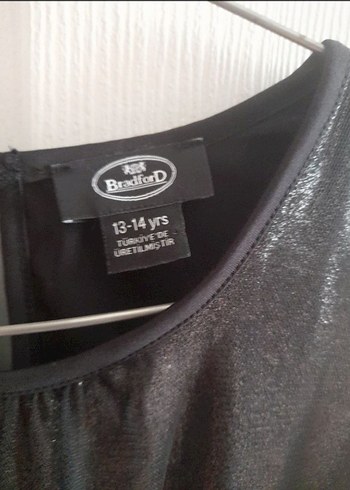 BradforD
13-14 yrs
TÜRKİYE'DE
ÜRETİLMİŞTİR